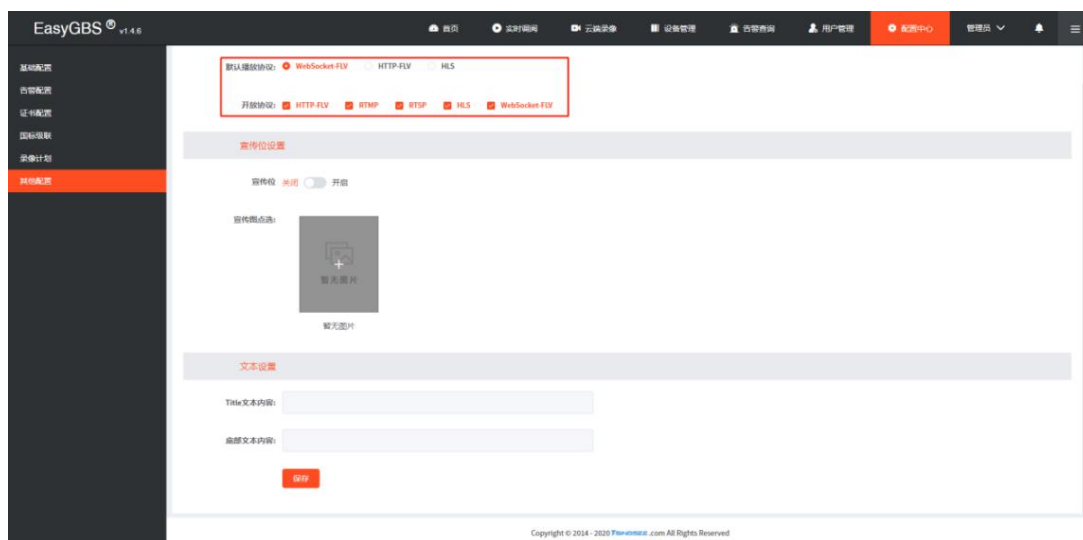 EasyGBS ® v1.4.6
首页 实时调阅 云端录像 设备管理 告警查询 用户管理 配置中心 管理员
基础配置
告警配置
证书配置
国标级联
录像计划
其他配置
默认播放协议: WebSocket-FLV HTTP-FLV HLS
开放协议: HTTP-FLV RTMP RTSP HLS WebSocket-FLV
宣传位设置
宣传位 关闭 开启
宣传图点选:
暂无图片
暂无图片
文本设置
Title文本内容:
底部文本内容:
保存
Copyright © 2014 - 2020 .com All Rights Reserved